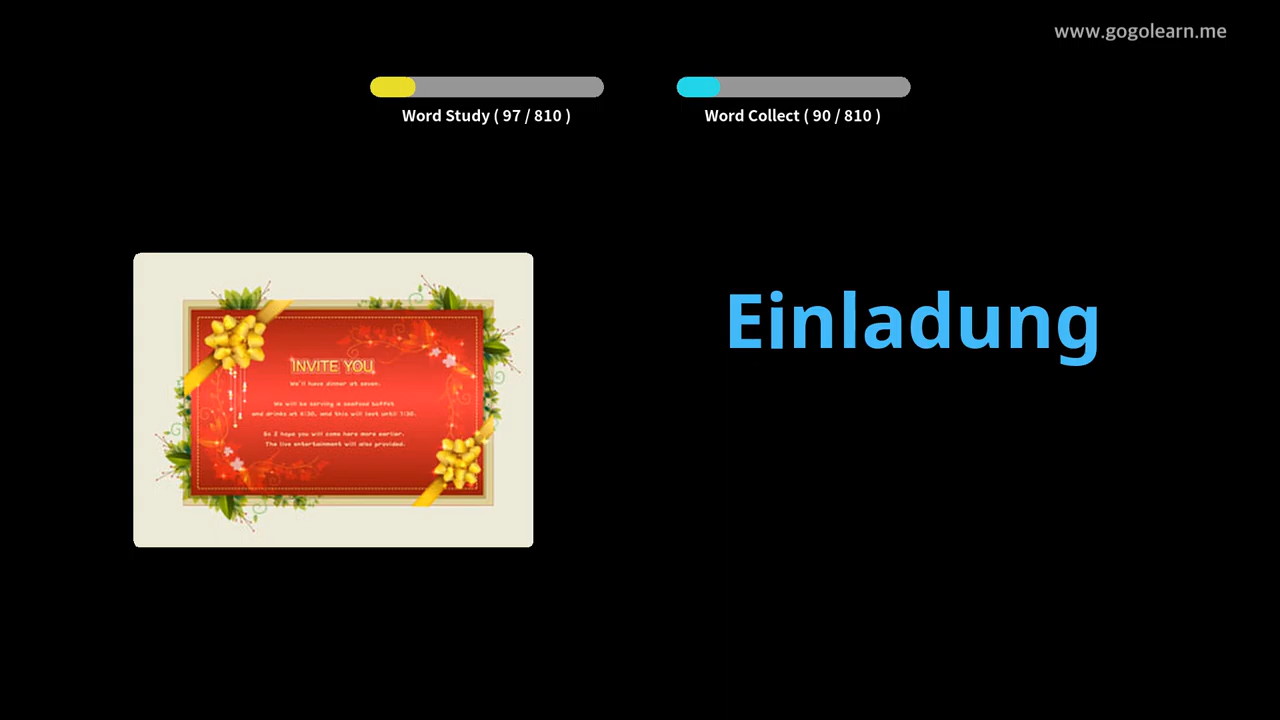 www.gogolearn.me
Word Study ( 97 / 810 )
Word Collect ( 90 / 810 )
Einladung
INVITE YOU
We'll have dinner at seven.
We will be serving a seafood buffet
and drinks at 6:30, and this will last until 7:30.
So I hope you will come here more earlier.
The live entertainment will also provided.